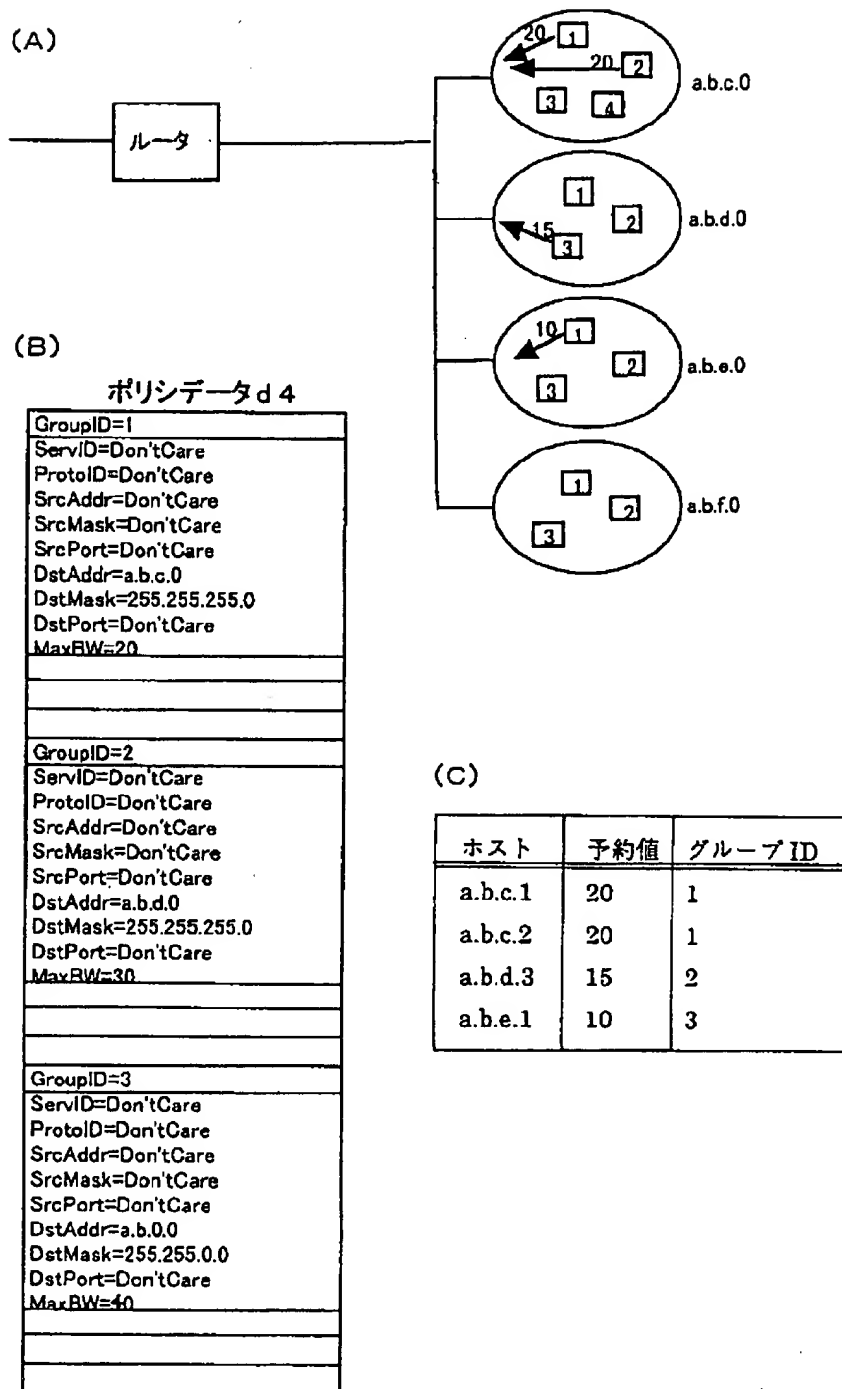 (A)
ルータ
20
1
20
2
3
4
a.b.c.0
1
2
15
3
a.b.d.0
10
1
2
3
a.b.e.0
1
2
3
a.b.f.0
(B)
ポリシデータd4
GroupID=1
ServID=Don'tCare
ProtoID=Don'tCare
SrcAddr=Don'tCare
SrcMask=Don'tCare
SrcPort=Don'tCare
DstAddr=a.b.c.0
DstMask=255.255.255.0
DstPort=Don'tCare
MaxBW=20
GroupID=2
ServID=Don'tCare
ProtoID=Don'tCare
SrcAddr=Don'tCare
SrcMask=Don'tCare
SrcPort=Don'tCare
DstAddr=a.b.d.0
DstMask=255.255.255.0
DstPort=Don'tCare
MaxBW=30
GroupID=3
ServID=Don'tCare
ProtoID=Don'tCare
SrcAddr=Don'tCare
SrcMask=Don'tCare
SrcPort=Don'tCare
DstAddr=a.b.0.0
DstMask=255.255.0.0
DstPort=Don'tCare
MaxBW=40
(C)
ホスト 予約値 グループID
a.b.c.1 20 1
a.b.c.2 20 1
a.b.d.3 15 2
a.b.e.1 10 3